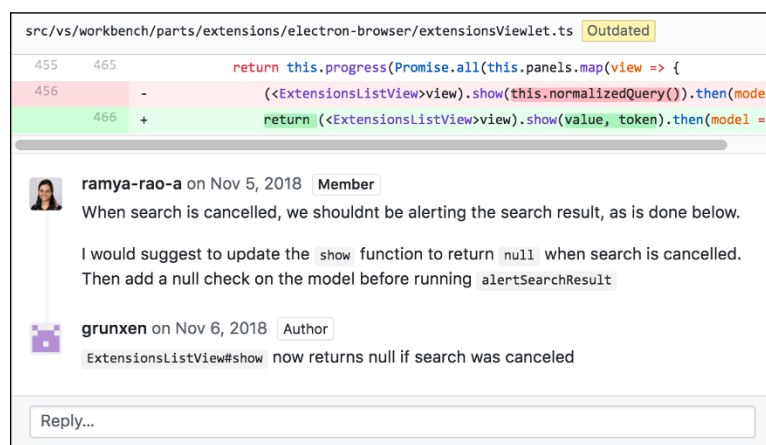 src/vs/workbench/parts/extensions/electron-browser/extensionsViewlet.ts Outdated
455 465 return this.progress(Promise.all(this.panels.map(view => {
456 - (<ExtensionsListView>view).show(this.normalizedQuery()).then(mode
466 + return (<ExtensionsListView>view).show(value, token).then(model =
ramya-rao-a on Nov 5, 2018 Member
When search is cancelled, we shouldnt be alerting the search result, as is done below.
I would suggest to update the show function to return null when search is cancelled.
Then add a null check on the model before running alertSearchResult
grunxen on Nov 6, 2018 Author
ExtensionsListView#show now returns null if search was canceled
Reply...